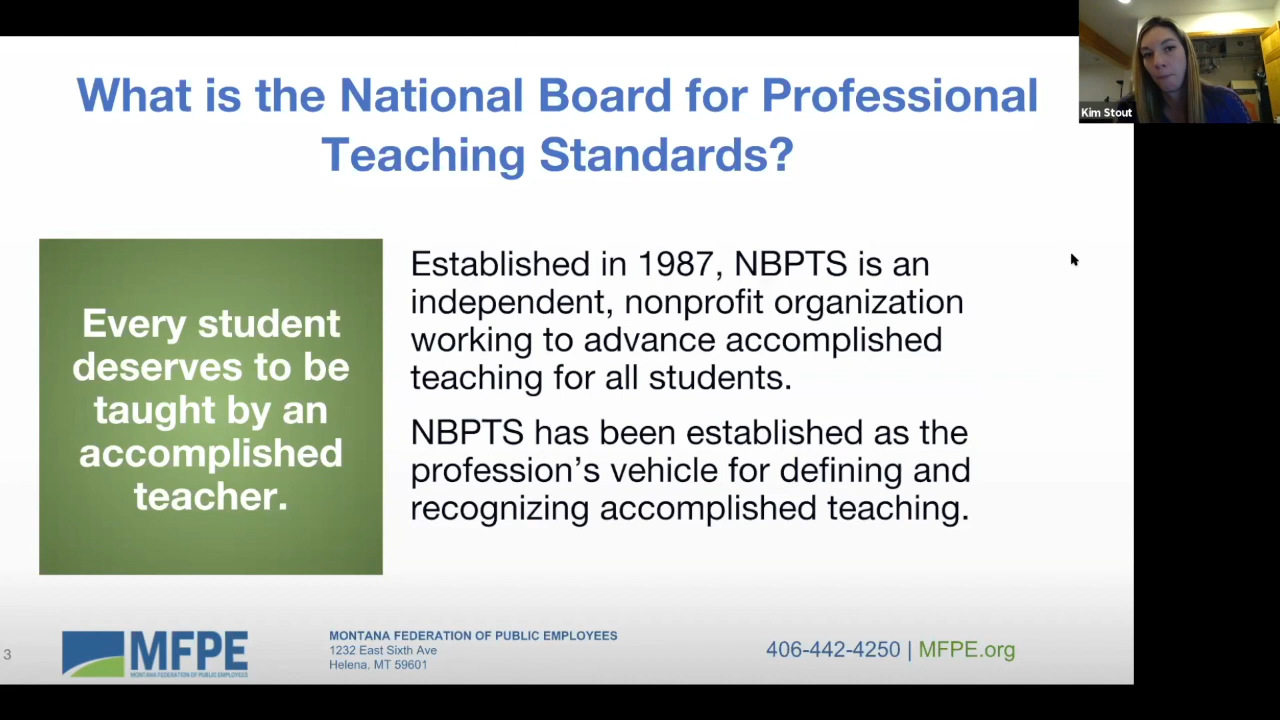 What is the National Board for Professional
Teaching Standards?
Kim Stout
Every student
deserves to be
taught by an
accomplished
teacher.
Established in 1987, NBPTS is an
independent, nonprofit organization
working to advance accomplished
teaching for all students.
NBPTS has been established as the
profession’s vehicle for defining and
recognizing accomplished teaching.
3
MFPE
MONTANA FEDERATION OF PUBLIC EMPLOYEES
MONTANA FEDERATION OF PUBLIC EMPLOYEES
1232 East Sixth Ave
Helena, MT 59601
406-442-4250 | MFPE.org